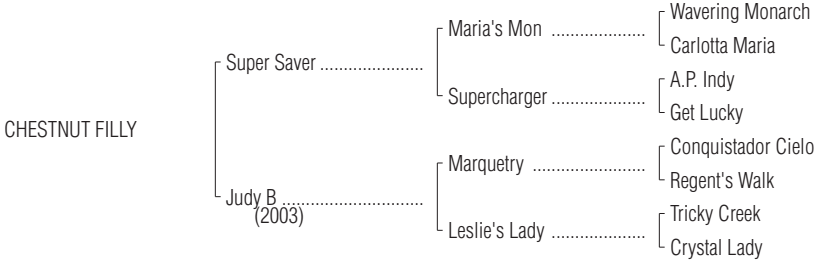 Wavering Monarch
Maria's Mon ....................
Carlotta Maria
Super Saver ......................
A.P. Indy
Supercharger ....................
Get Lucky
CHESTNUT FILLY
Conquistador Cielo
Marquetry ........................
Regent's Walk
Judy B ..............................
(2003)
Tricky Creek
Leslie's Lady ....................
Crystal Lady